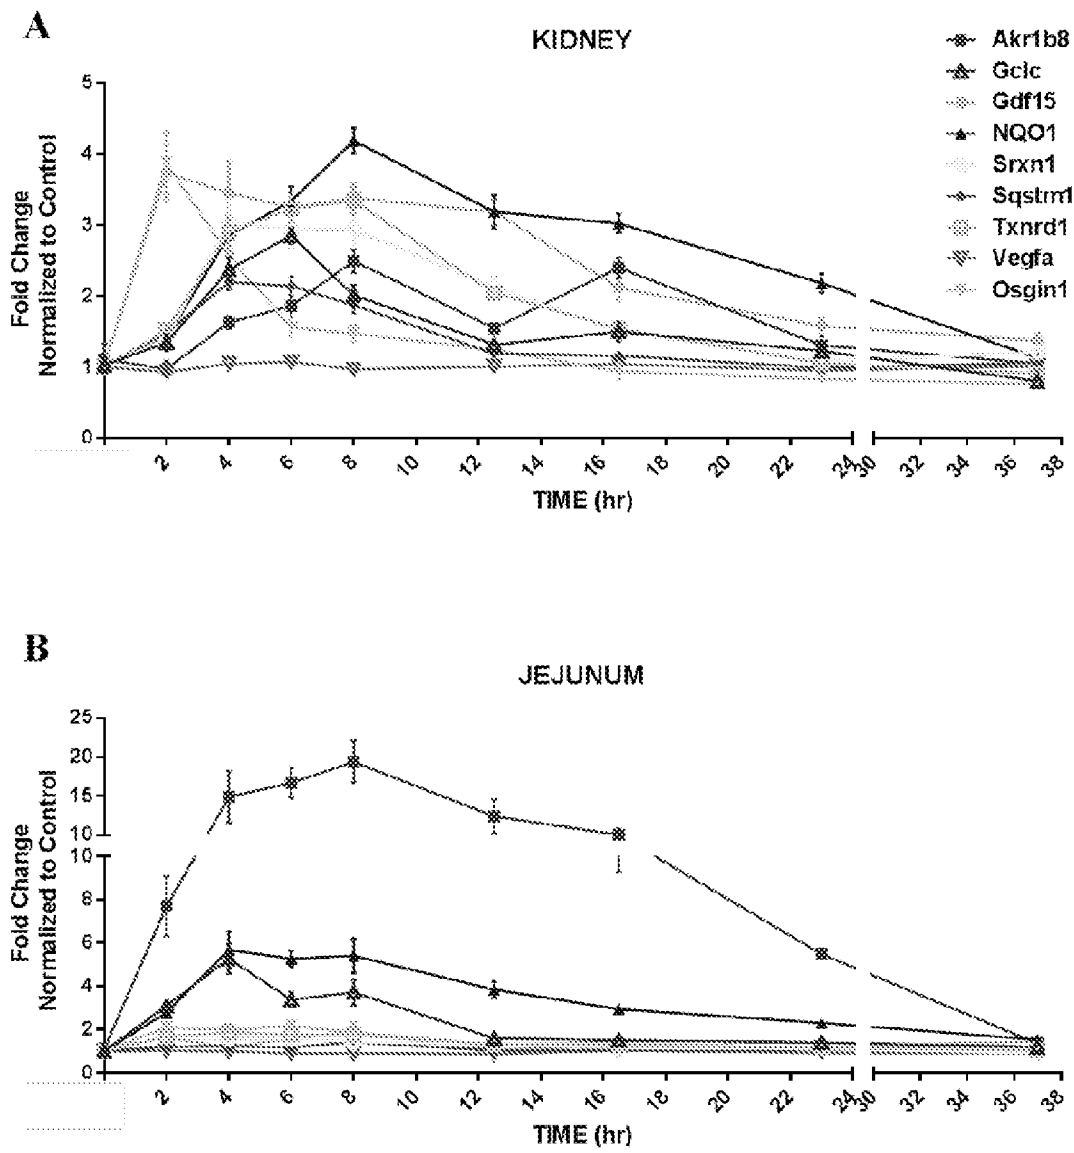 A
KIDNEY
Akr1b8
Gclc
Gdf15
NQO1
Srxn1
Sqstm1
Txnrd1
Vegfa
Osgin1
Fold Change
Normalized to Control
5
4
3
2
1
0
2 4 6 8 10 12 14 16 18 20 22 24 30 32 34 36 38
TIME (hr)
B
JEJUNUM
Fold Change
Normalized to Control
25
20
15
10
10
8
6
4
2
0
2 4 6 8 10 12 14 16 18 20 22 24 30 32 34 36 38
TIME (hr)